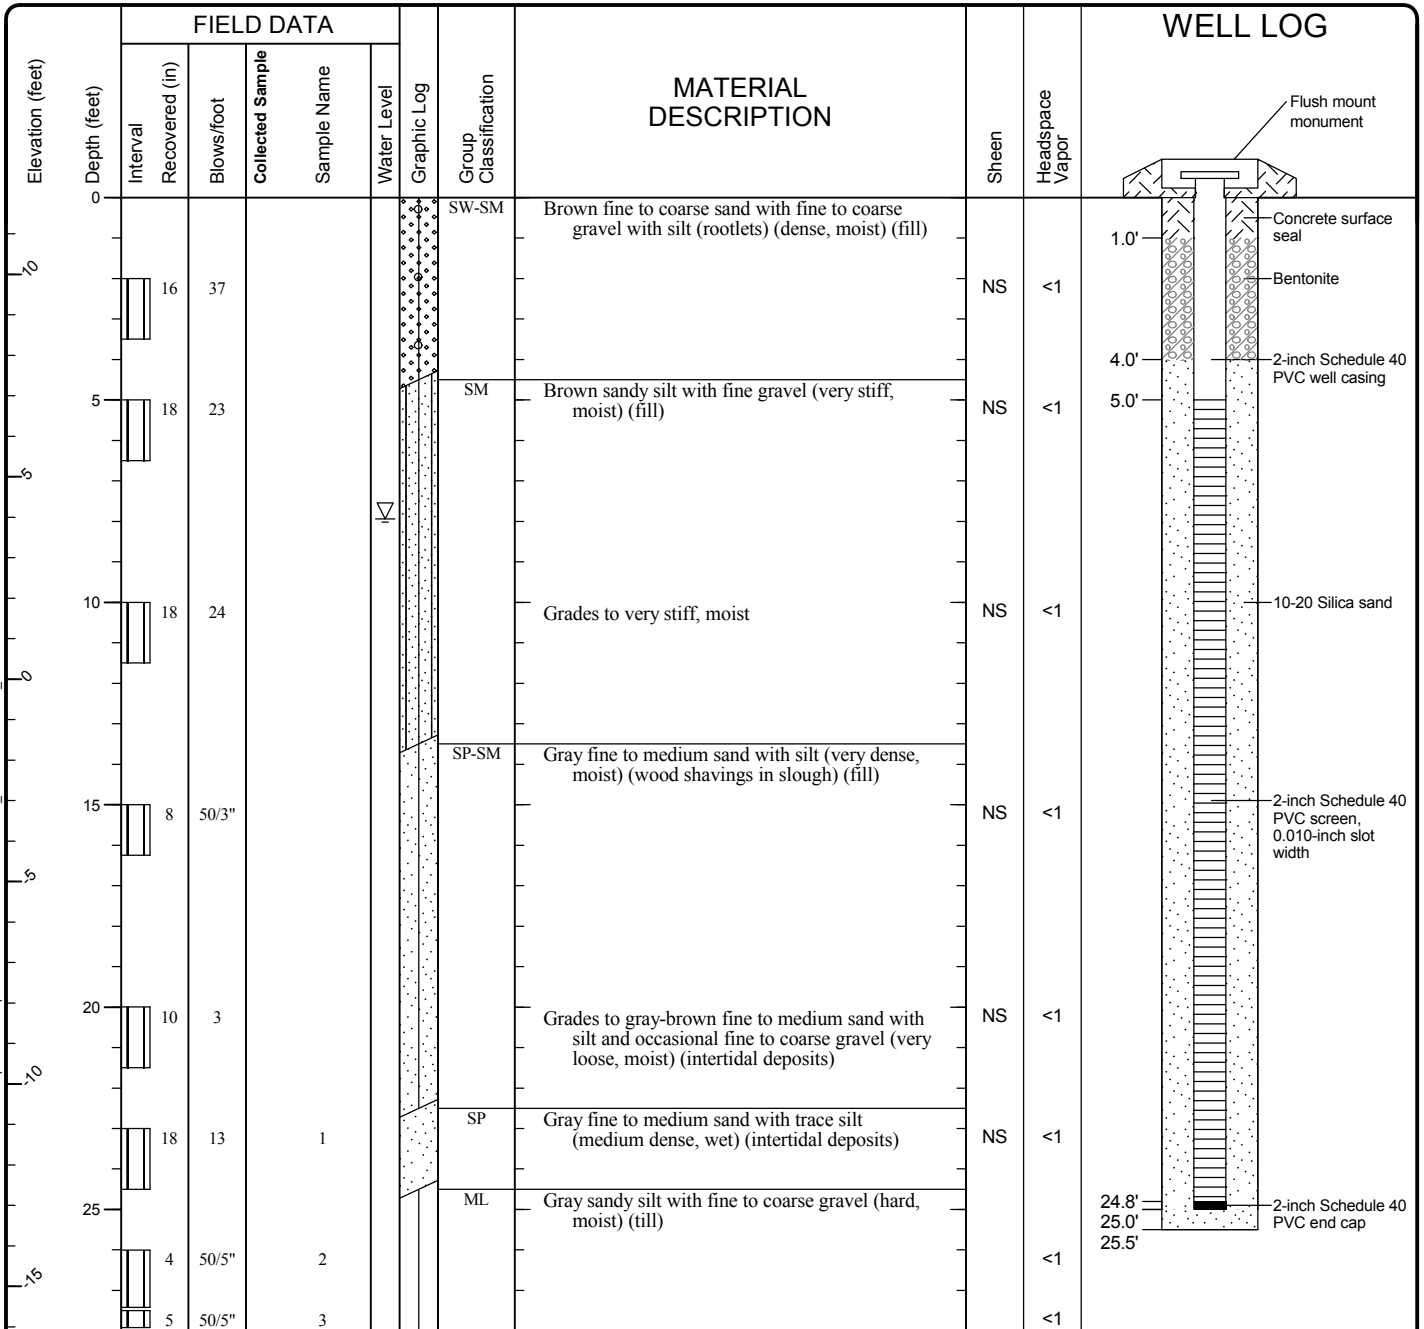 FIELD DATA
WELL LOG
Elevation (feet)
Depth (feet)
Interval
Recovered (in)
Blows/foot
Collected Sample
Sample Name
Water Level
Graphic Log
Group
Classification
MATERIAL
DESCRIPTION
Sheen
Headspace
Vapor
Flush mount
monument
0
SW-SM
Brown fine to coarse sand with fine to coarse
gravel with silt (rootlets) (dense, moist) (fill)
Concrete surface
seal
1.0'
10
16
37
NS
<1
Bentonite
4.0'
2-inch Schedule 40
PVC well casing
SM
Brown sandy silt with fine gravel (very stiff,
moist) (fill)
5
18
23
NS
<1
5.0'
5
10
18
24
Grades to very stiff, moist
NS
<1
10-20 Silica sand
0
SP-SM
Gray fine to medium sand with silt (very dense,
moist) (wood shavings in slough) (fill)
15
8
50/3"
NS
<1
2-inch Schedule 40
PVC screen,
0.010-inch slot
width
-5
20
10
3
Grades to gray-brown fine to medium sand with
silt and occasional fine to coarse gravel (very
loose, moist) (intertidal deposits)
NS
<1
-10
SP
Gray fine to medium sand with trace silt
(medium dense, wet) (intertidal deposits)
18
13
1
NS
<1
ML
Gray sandy silt with fine to coarse gravel (hard,
moist) (till)
25
24.8'
25.0'
25.5'
2-inch Schedule 40
PVC end cap
4
50/5"
2
<1
-15
5
50/5"
3
<1